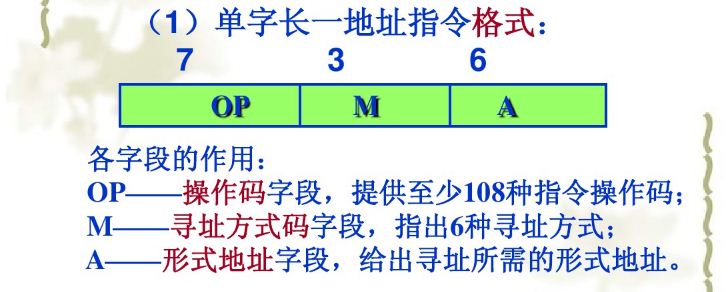 （1）单字长一地址指令格式：
7 3 6
OP M A
各字段的作用：
OP——操作码字段，提供至少108种指令操作码；
M——寻址方式码字段，指出6种寻址方式；
A——形式地址字段，给出寻址所需的形式地址。